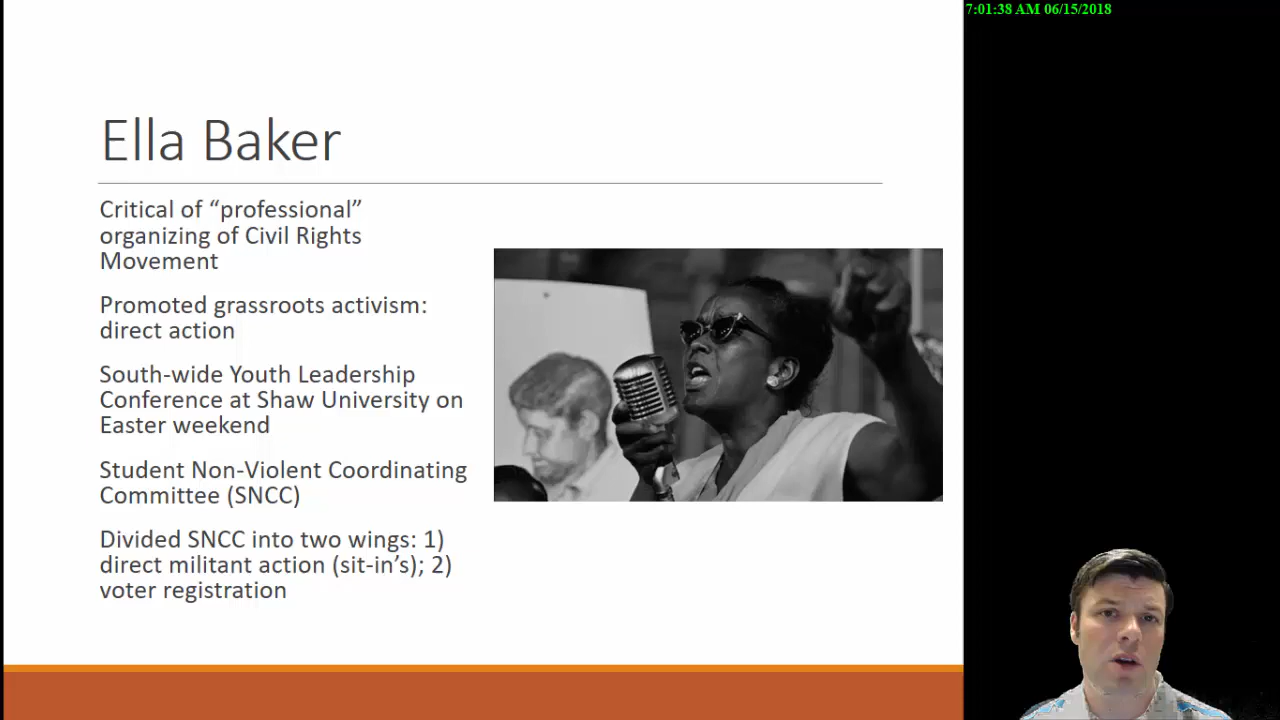 7:01:38 AM 06/15/2018
Ella Baker
Critical of “professional”
organizing of Civil Rights
Movement
Promoted grassroots activism:
direct action
South-wide Youth Leadership
Conference at Shaw University on
Easter weekend
Student Non-Violent Coordinating
Committee (SNCC)
Divided SNCC into two wings: 1)
direct militant action (sit-in’s); 2)
voter registration